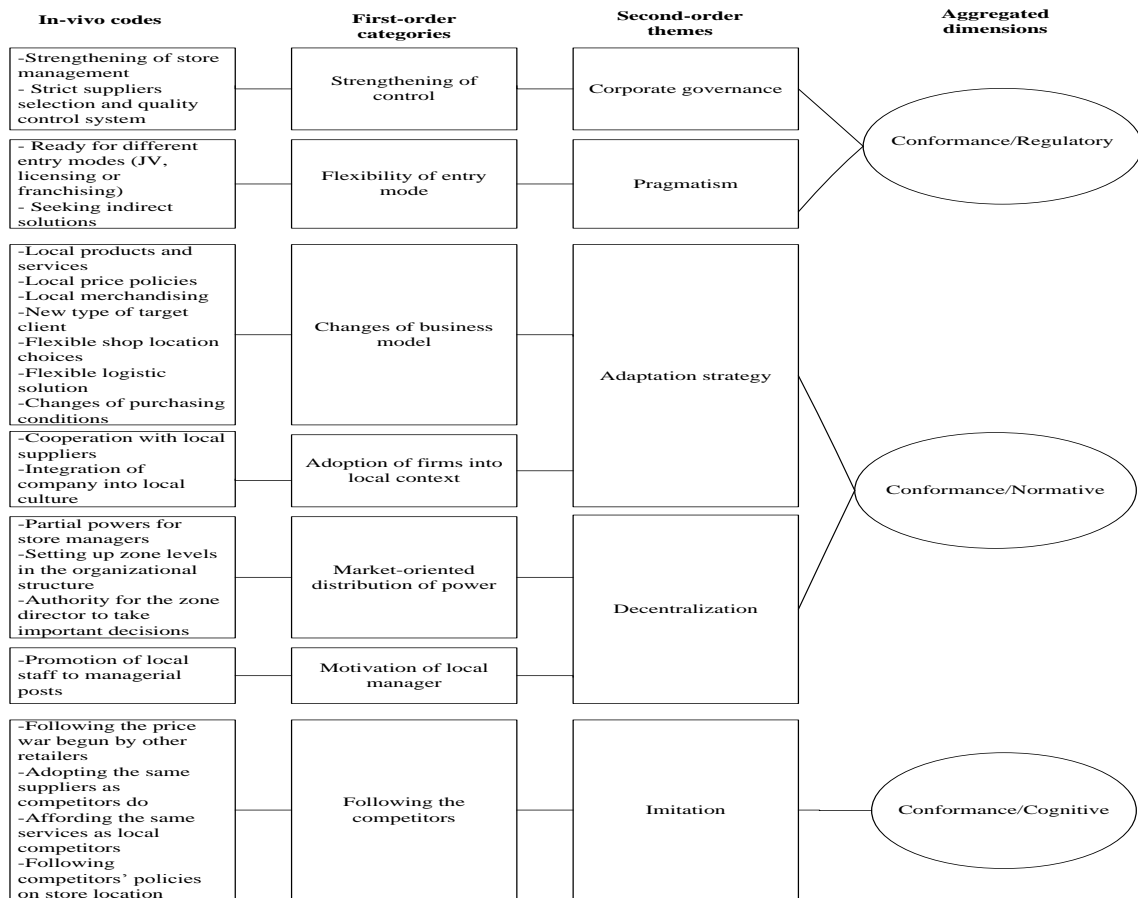 In-vivo codes
First-order
categories
Second-order
themes
Aggregated
dimensions
-Strengthening of store
management
- Strict suppliers
selection and quality
control system
Strengthening of
control
Corporate governance
Conformance/Regulatory
- Ready for different
entry modes (JV,
licensing or
franchising)
- Seeking indirect
solutions
Flexibility of entry
mode
Pragmatism
-Local products and
services
-Local price policies
-Local merchandising
-New type of target
client
-Flexible shop location
choices
-Flexible logistic
solution
-Changes of purchasing
conditions
Changes of business
model
Adaptation strategy
-Cooperation with local
suppliers
-Integration of
company into local
culture
Adoption of firms into
local context
Conformance/Normative
-Partial powers for
store managers
-Setting up zone levels
in the organizational
structure
-Authority for the zone
director to take
important decisions
Market-oriented
distribution of power
Decentralization
-Promotion of local
staff to managerial
posts
Motivation of local
manager
-Following the price
war begun by other
retailers
-Adopting the same
suppliers as
competitors do
-Affording the same
services as local
competitors
-Following
competitors' policies
on store location
Following the
competitors
Imitation
Conformance/Cognitive